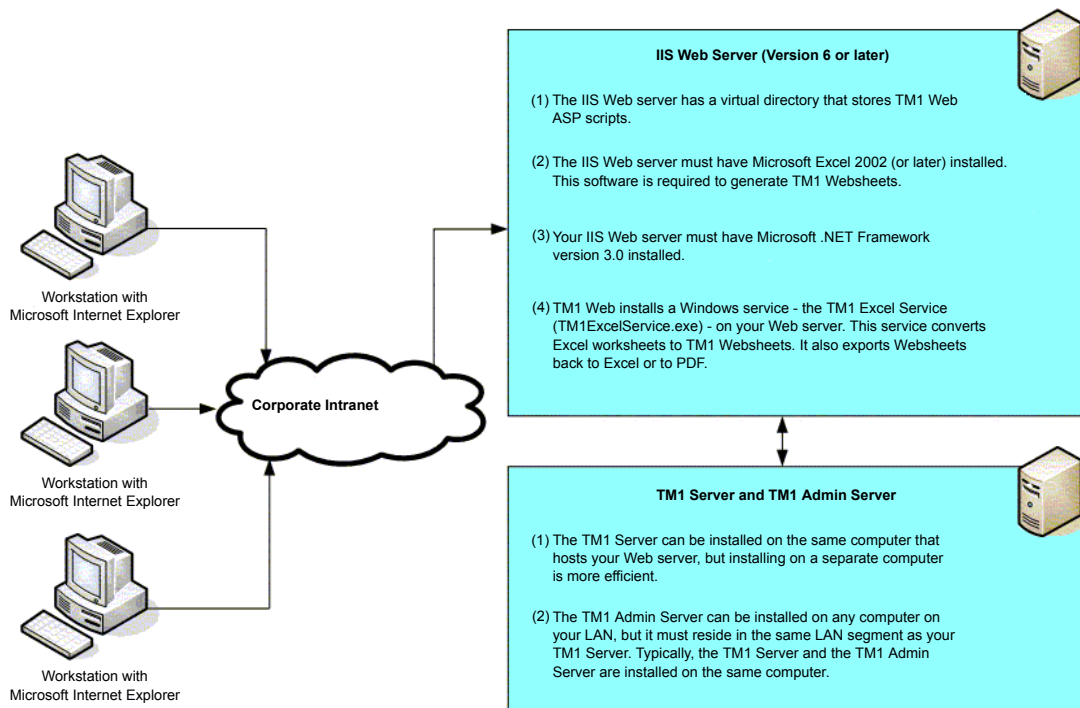 IIS Web Server (Version 6 or later)
(1) The IIS Web server has a virtual directory that stores TM1 Web
ASP scripts.
(2) The IIS Web server must have Microsoft Excel 2002 (or later) installed.
This software is required to generate TM1 Websheets.
(3) Your IIS Web server must have Microsoft .NET Framework
version 3.0 installed.
(4) TM1 Web installs a Windows service - the TM1 Excel Service
(TM1ExcelService.exe) - on your Web server. This service converts
Excel worksheets to TM1 Websheets. It also exports Websheets
back to Excel or to PDF.
Workstation with
Microsoft Internet Explorer
Corporate Intranet
Workstation with
Microsoft Internet Explorer
TM1 Server and TM1 Admin Server
(1) The TM1 Server can be installed on the same computer that
hosts your Web server, but installing on a separate computer
is more efficient.
(2) The TM1 Admin Server can be installed on any computer on
your LAN, but it must reside in the same LAN segment as your
TM1 Server. Typically, the TM1 Server and the TM1 Admin
Server are installed on the same computer.
Workstation with
Microsoft Internet Explorer